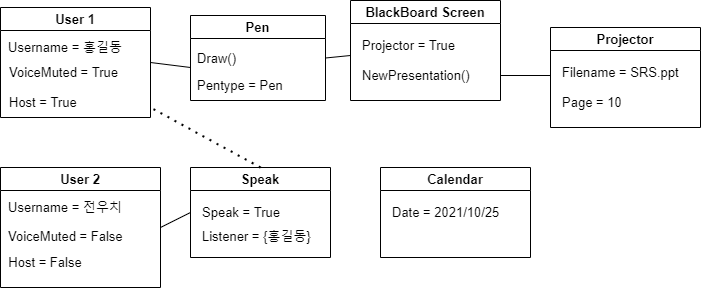 User 1
Username = 홍길동
VoiceMuted = True
Host = True
Pen
Draw()
Pentype = Pen
BlackBoard Screen
Projector = True
NewPresentation()
Projector
Filename = SRS.ppt
Page = 10
User 2
Username = 전우치
VoiceMuted = False
Host = False
Speak
Speak = True
Listener = {홍길동}
Calendar
Date = 2021/10/25